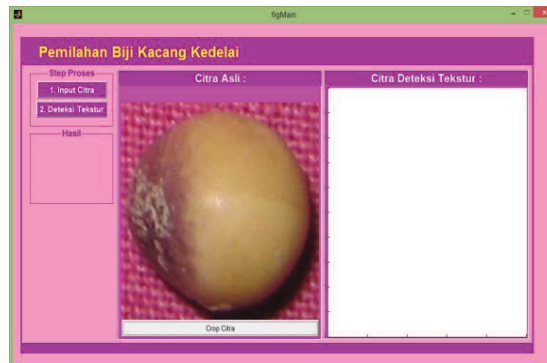 figMain
Pemilahan Biji Kacang Kedelai
Step Proses
1. Input Citra
2. Deteksi Tekstur
Hasil
Citra Asli :
Crop Citra
Citra Deteksi Tekstur :